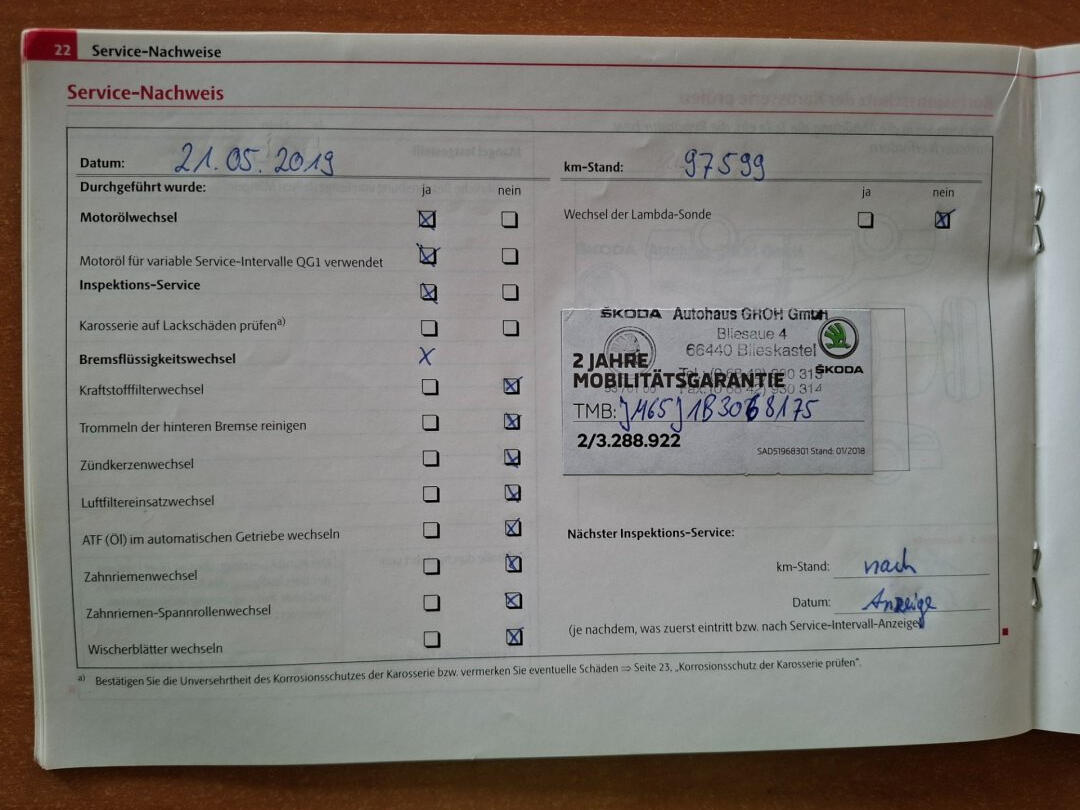 22 Service-Nachweise
Service-Nachweis
Datum: 21.05.2019
km-Stand: 97599
Durchgeführt wurde: ja nein
ja nein
Motorölwechsel
Wechsel der Lambda-Sonde
Motoröl für variable Service-Intervalle QG1 verwendet
Inspektions-Service
Karosserie auf Lackschäden prüfen a)
Bremsflüssigkeitswechsel X
Kraftstofffilterwechsel
Trommeln der hinteren Bremse reinigen
Zündkerzenwechsel
Luftfiltereinsatzwechsel
ATF (Öl) im automatischen Getriebe wechseln
Zahnriemenwechsel
Zahnriemen-Spannrollenwechsel
Wischerblätter wechseln
ŠKODA Autohaus GROH GmbH
Bliesaue 4
66440 Blieskastel
ŠKODA
2 JAHRE
MOBILITÄTSGARANTIE
TMB: JM65J1B3068175
2/3.288.922
SAD51968301 Stand: 01/2018
Nächster Inspektions-Service:
km-Stand: nach
Datum: Anzeige
(je nachdem, was zuerst eintritt bzw. nach Service-Intervall-Anzeige)
a) Bestätigen Sie die Unversehrtheit des Korrosionsschutzes der Karosserie bzw. vermerken Sie eventuelle Schäden ⇒ Seite 23, „Korrosionsschutz der Karosserie prüfen“.